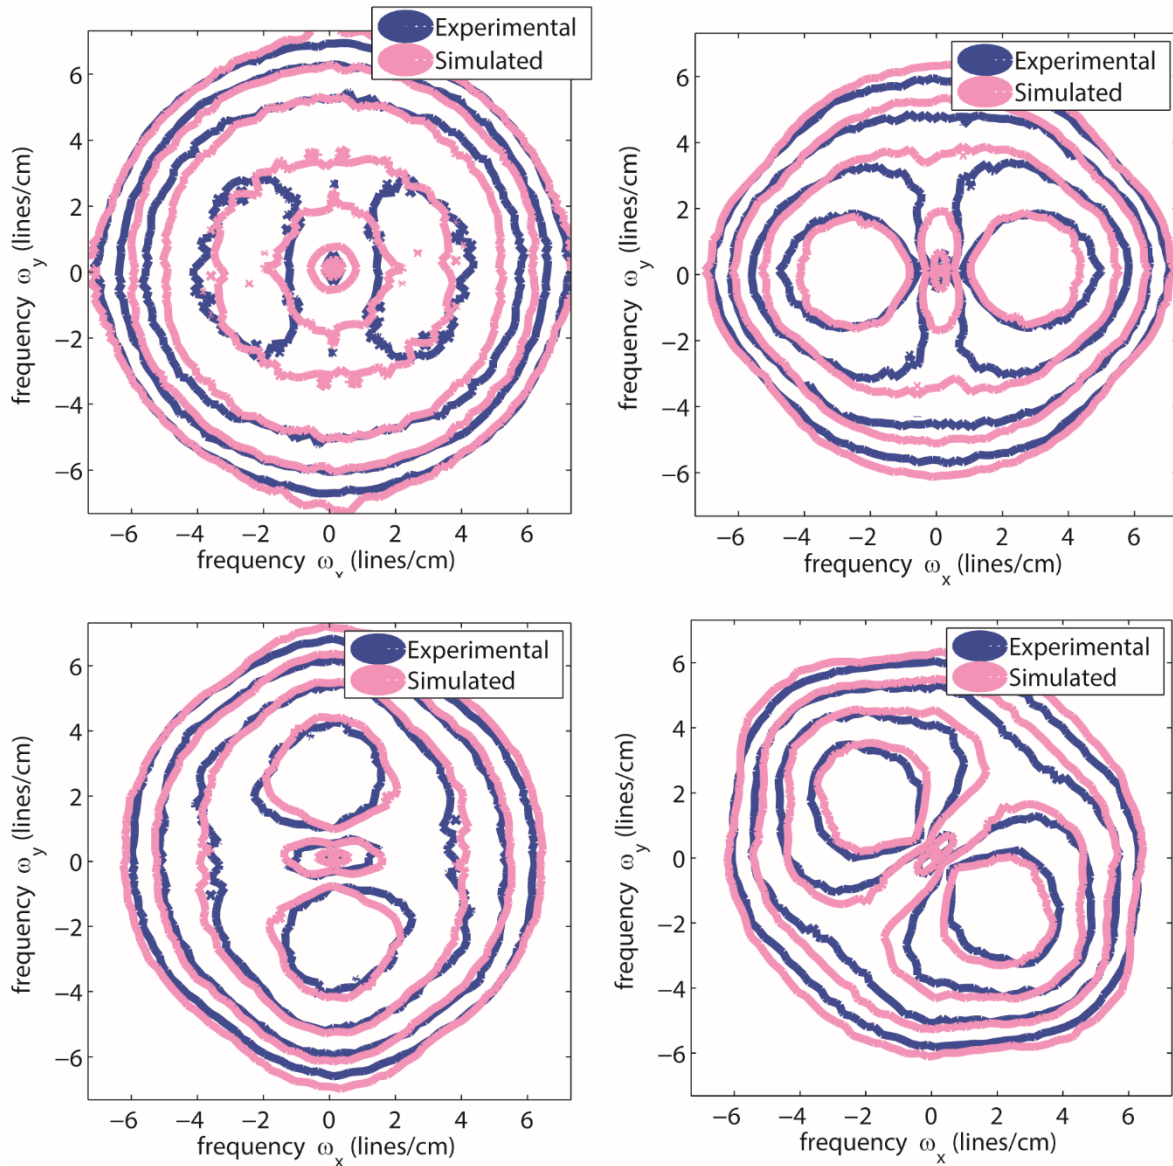 Experimental
Simulated
6
4
2
0
−2
−4
−6
frequency ω_y (lines/cm)
−6 −4 −2 0 2 4 6
frequency ω_x (lines/cm)
Experimental
Simulated
6
4
2
0
−2
−4
−6
frequency ω_y (lines/cm)
−6 −4 −2 0 2 4 6
frequency ω_x (lines/cm)
Experimental
Simulated
6
4
2
0
−2
−4
−6
frequency ω_y (lines/cm)
−6 −4 −2 0 2 4 6
frequency ω_x (lines/cm)
Experimental
Simulated
6
4
2
0
−2
−4
−6
frequency ω_y (lines/cm)
−6 −4 −2 0 2 4 6
frequency ω_x (lines/cm)